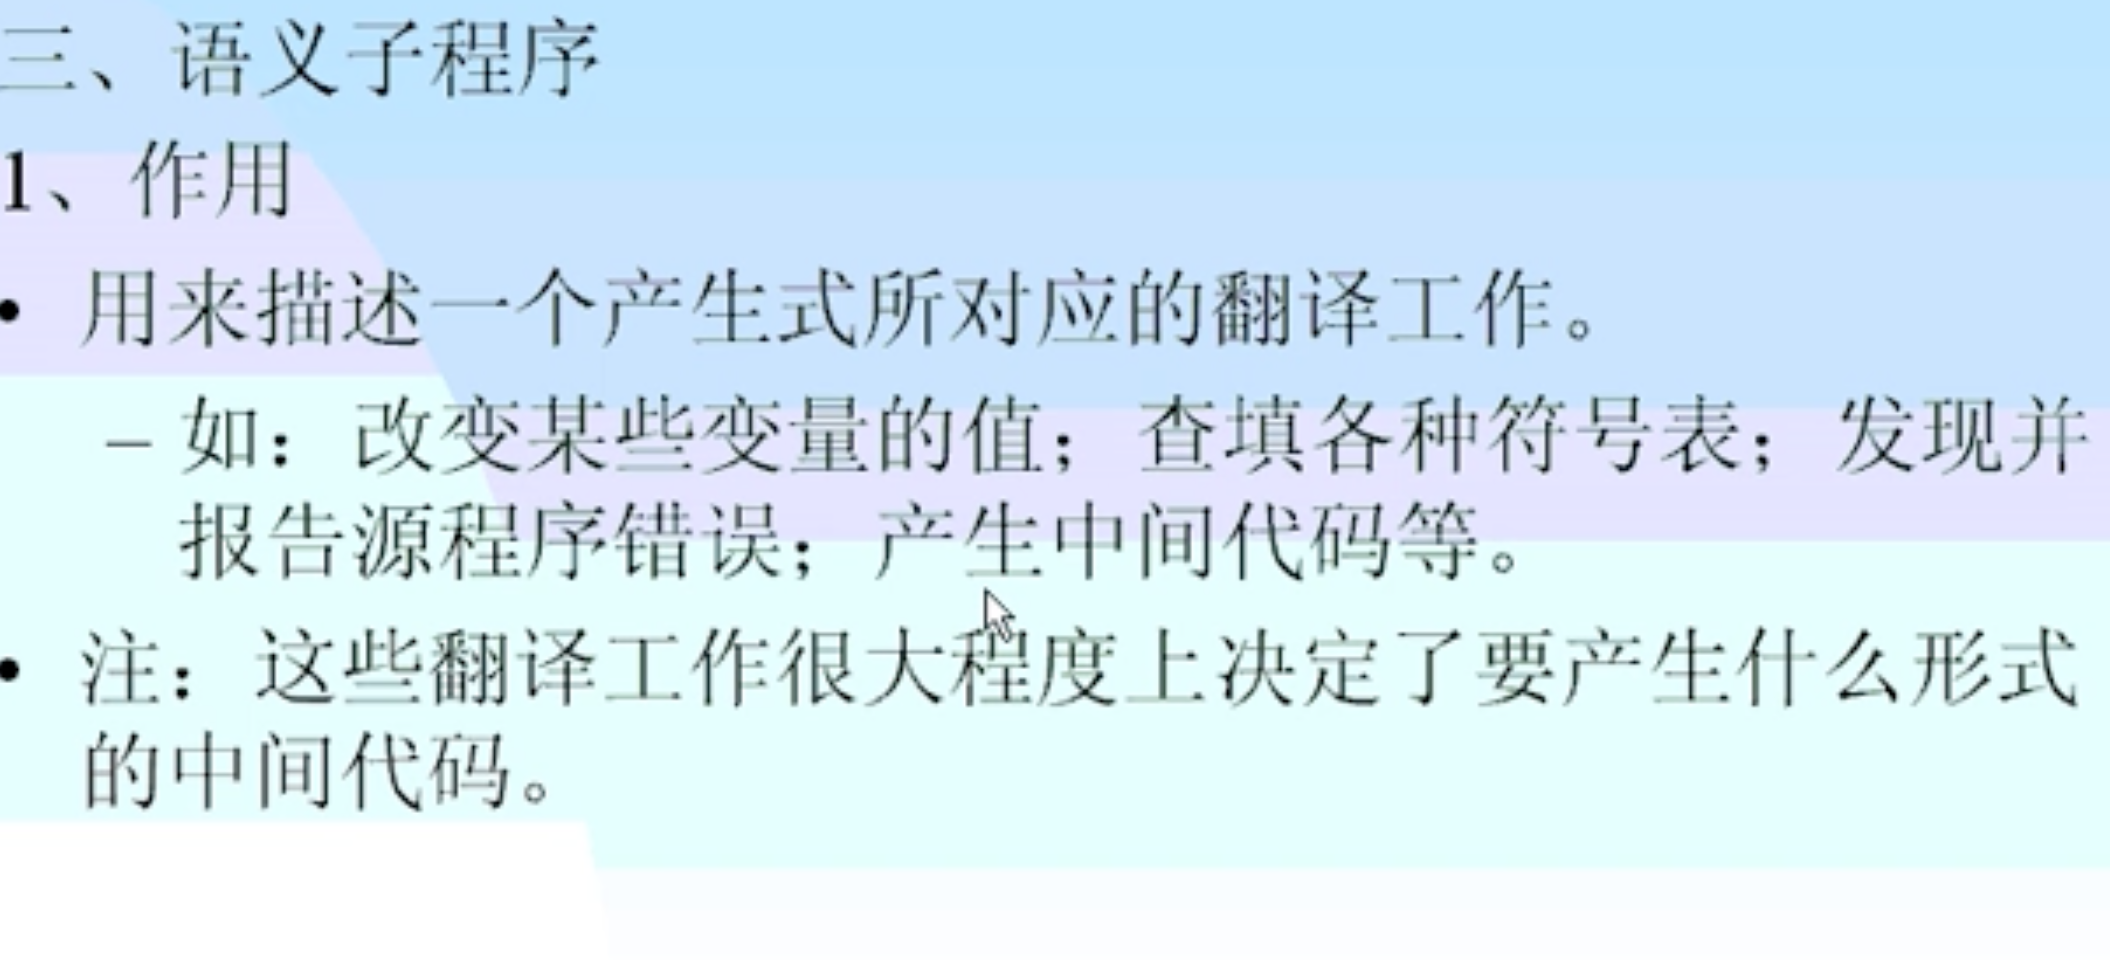 三、语义子程序
1、作用
• 用来描述一个产生式所对应的翻译工作。
– 如：改变某些变量的值；查填各种符号表；发现并
报告源程序错误；产生中间代码等。
• 注：这些翻译工作很大程度上决定了要产生什么形式
的中间代码。